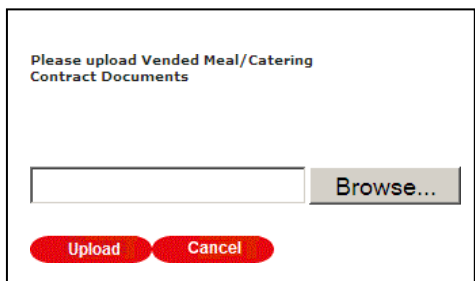 Please upload Vended Meal/Catering
Contract Documents
Browse...
Upload Cancel